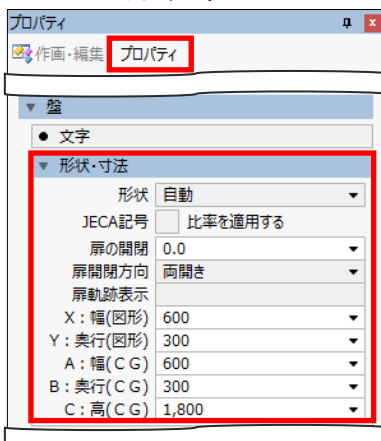 プロパティ
作画・編集 プロパティ
▼ 盤
● 文字
▼ 形状・寸法
形状 自動
JECA記号 比率を適用する
扉の開閉 0.0
扉開閉方向 両開き
扉軌跡表示
X：幅(図形) 600
Y：奥行(図形) 300
A：幅(CG) 600
B：奥行(CG) 300
C：高(CG) 1,800